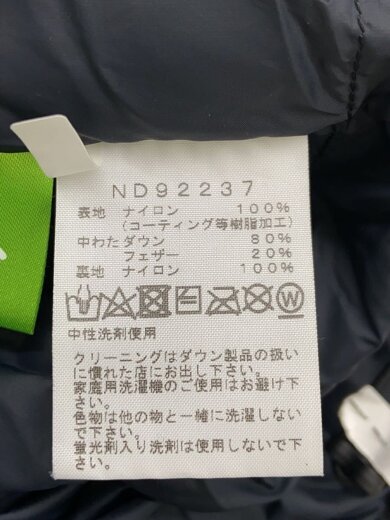 ND92237
表地 ナイロン 100%
(コーティング等樹脂加工)
中わた ダウン 80%
フェザー 20%
裏地 ナイロン 100%
中性洗剤使用
クリーニングはダウン製品の扱い
に慣れた店にお出し下さい。
家庭用洗濯機のご使用はお避け下
さい。
色物は他の物と一緒に洗濯しない
で下さい。
蛍光剤入り洗剤は使用しないで下
さい。